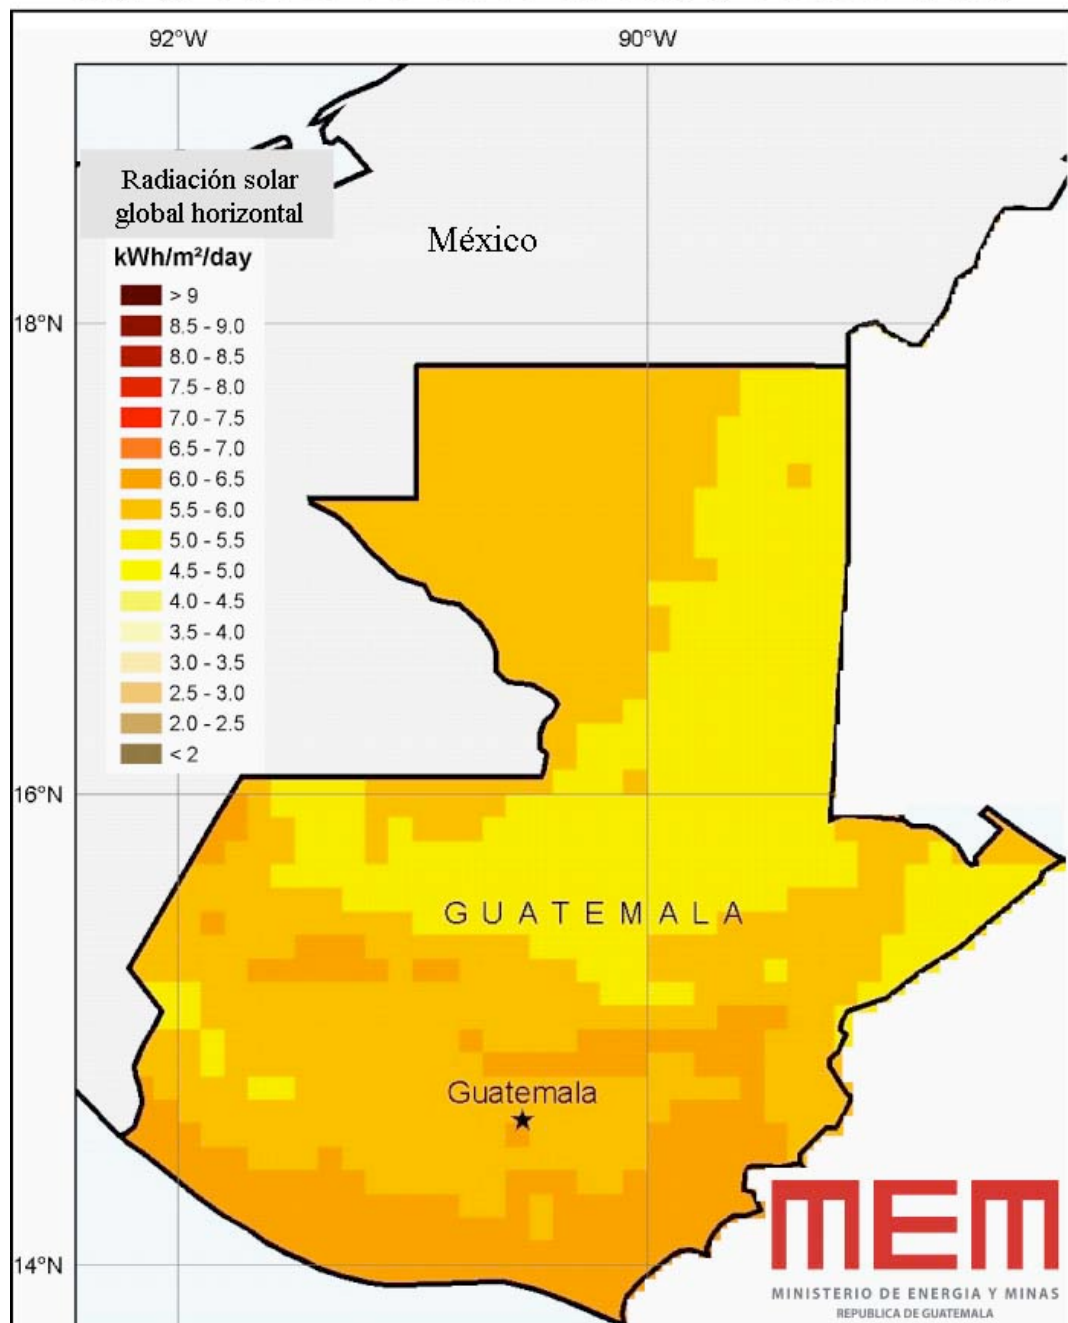 92°W
90°W
Radiación solar
global horizontal
México
kWh/m²/day
> 9
18°N
8.5 - 9.0
8.0 - 8.5
7.5 - 8.0
7.0 - 7.5
6.5 - 7.0
6.0 - 6.5
5.5 - 6.0
5.0 - 5.5
4.5 - 5.0
4.0 - 4.5
3.5 - 4.0
3.0 - 3.5
2.5 - 3.0
2.0 - 2.5
< 2
16°N
GUATEMALA
Guatemala
14°N
MEM
MINISTERIO DE ENERGIA Y MINAS
REPUBLICA DE GUATEMALA